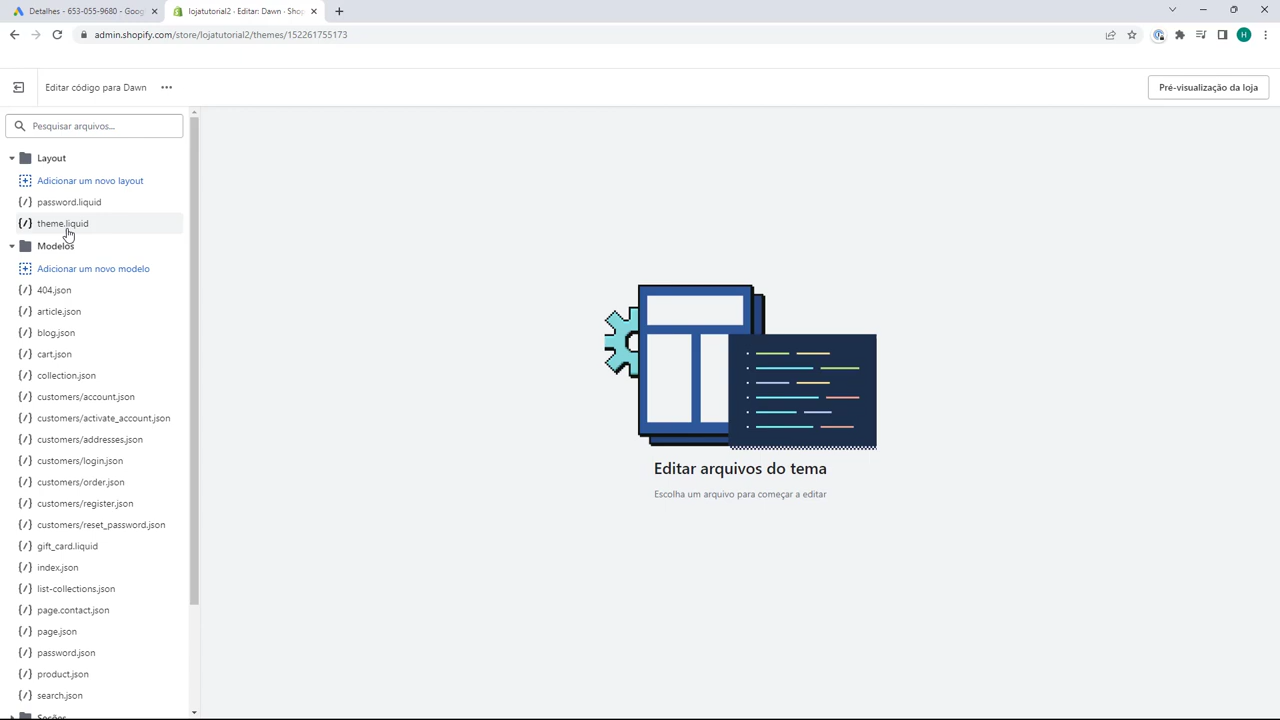 Detalhes - 653-055-9680 - Goog
lojatutorial2 · Editar: Dawn · Shop
admin.shopify.com/store/lojatutorial2/themes/152261755173
H
Editar código para Dawn
Pré-visualização da loja
Pesquisar arquivos...
Layout
Adicionar um novo layout
password.liquid
theme.liquid
Modelos
Adicionar um novo modelo
404.json
article.json
blog.json
cart.json
collection.json
customers/account.json
customers/activate_account.json
customers/addresses.json
customers/login.json
customers/order.json
customers/register.json
customers/reset_password.json
gift_card.liquid
index.json
list-collections.json
page.contact.json
page.json
password.json
product.json
search.json
Seções
Editar arquivos do tema
Escolha um arquivo para começar a editar